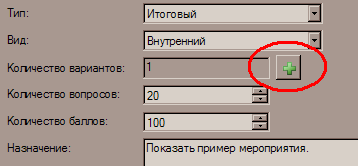 Тип: Итоговый
Вид: Внутренний
Количество вариантов: 1
Количество вопросов: 20
Количество баллов: 100
Назначение: Показать пример мероприятия.